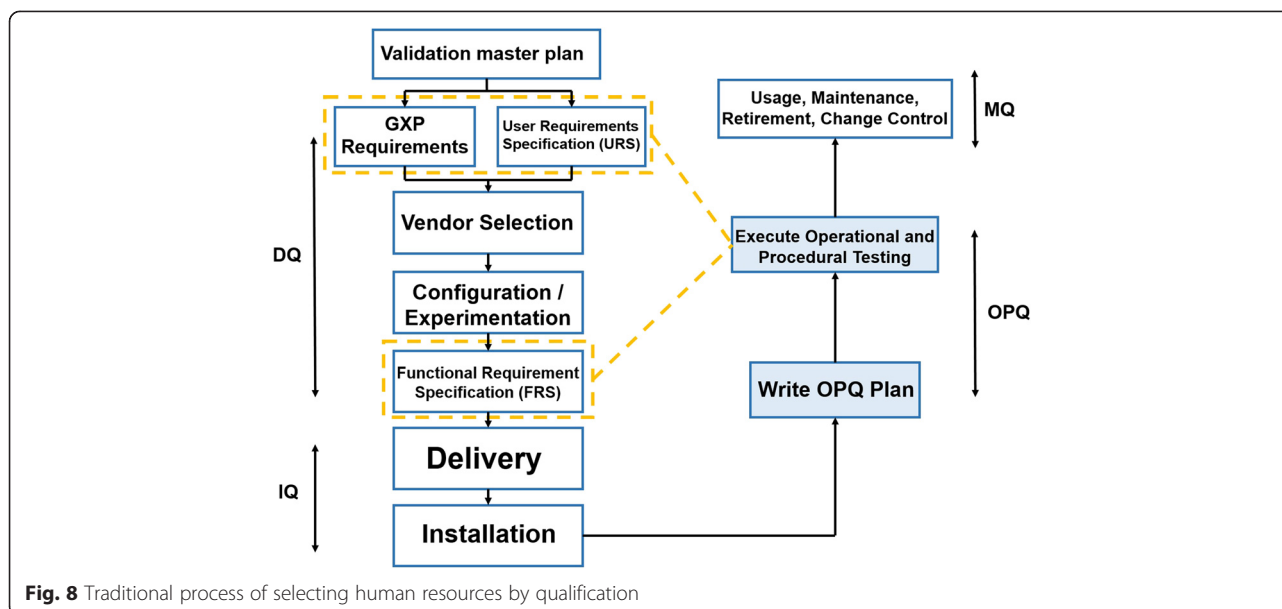 Validation master plan
GXP
Requirements
User Requirements
Specification (URS)
Vendor Selection
Configuration /
Experimentation
Functional Requirement
Specification (FRS)
Delivery
Installation
DQ
IQ
Usage, Maintenance,
Retirement, Change Control
MQ
Execute Operational and
Procedural Testing
OPQ
Write OPQ Plan
Fig. 8 Traditional process of selecting human resources by qualification